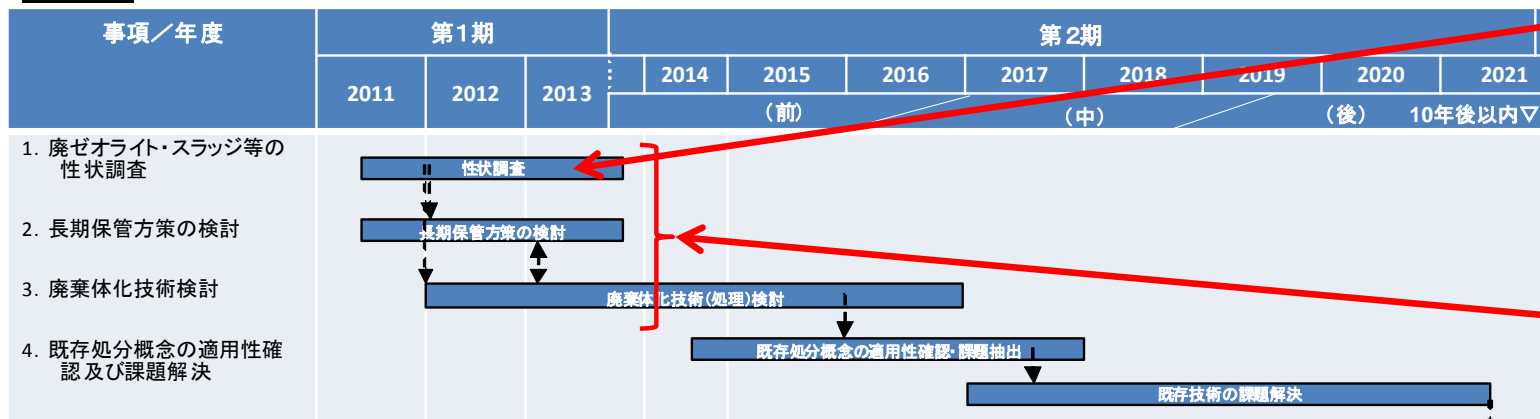 事項／年度
第１期
第２期
2011
2012
2013
2014
2015
2016
2017
2018
2019
2020
2021
（前）
（中）
（後）
10年後以内▽
1. 廃ゼオライト・スラッジ等の
性状調査
性状調査
2. 長期保管方策の検討
長期保管方策の検討
3. 廃棄体化技術検討
廃棄体化技術（処理）検討
4. 既存処分概念の適用性確
認及び課題解決
既存処分概念の適用性確認・課題抽出
既存技術の課題解決